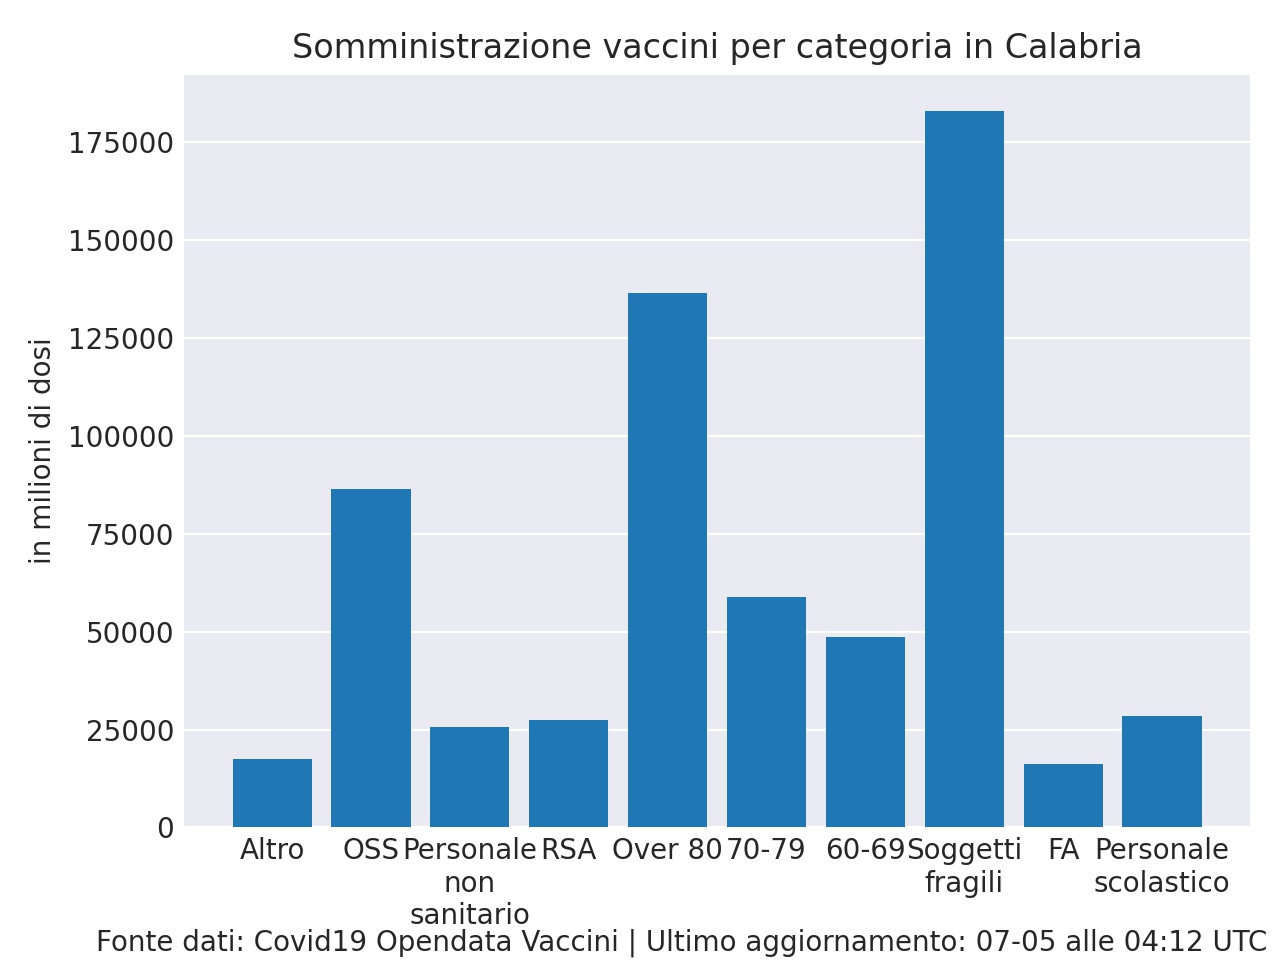 Somministrazione vaccini per categoria in Calabria
in milioni di dosi
175000
150000
125000
100000
75000
50000
25000
0
Altro
OSS
Personale
non
sanitario
RSA
Over 80
70-79
60-69
Soggetti
fragili
FA
Personale
scolastico
Fonte dati: Covid19 Opendata Vaccini | Ultimo aggiornamento: 07-05 alle 04:12 UTC